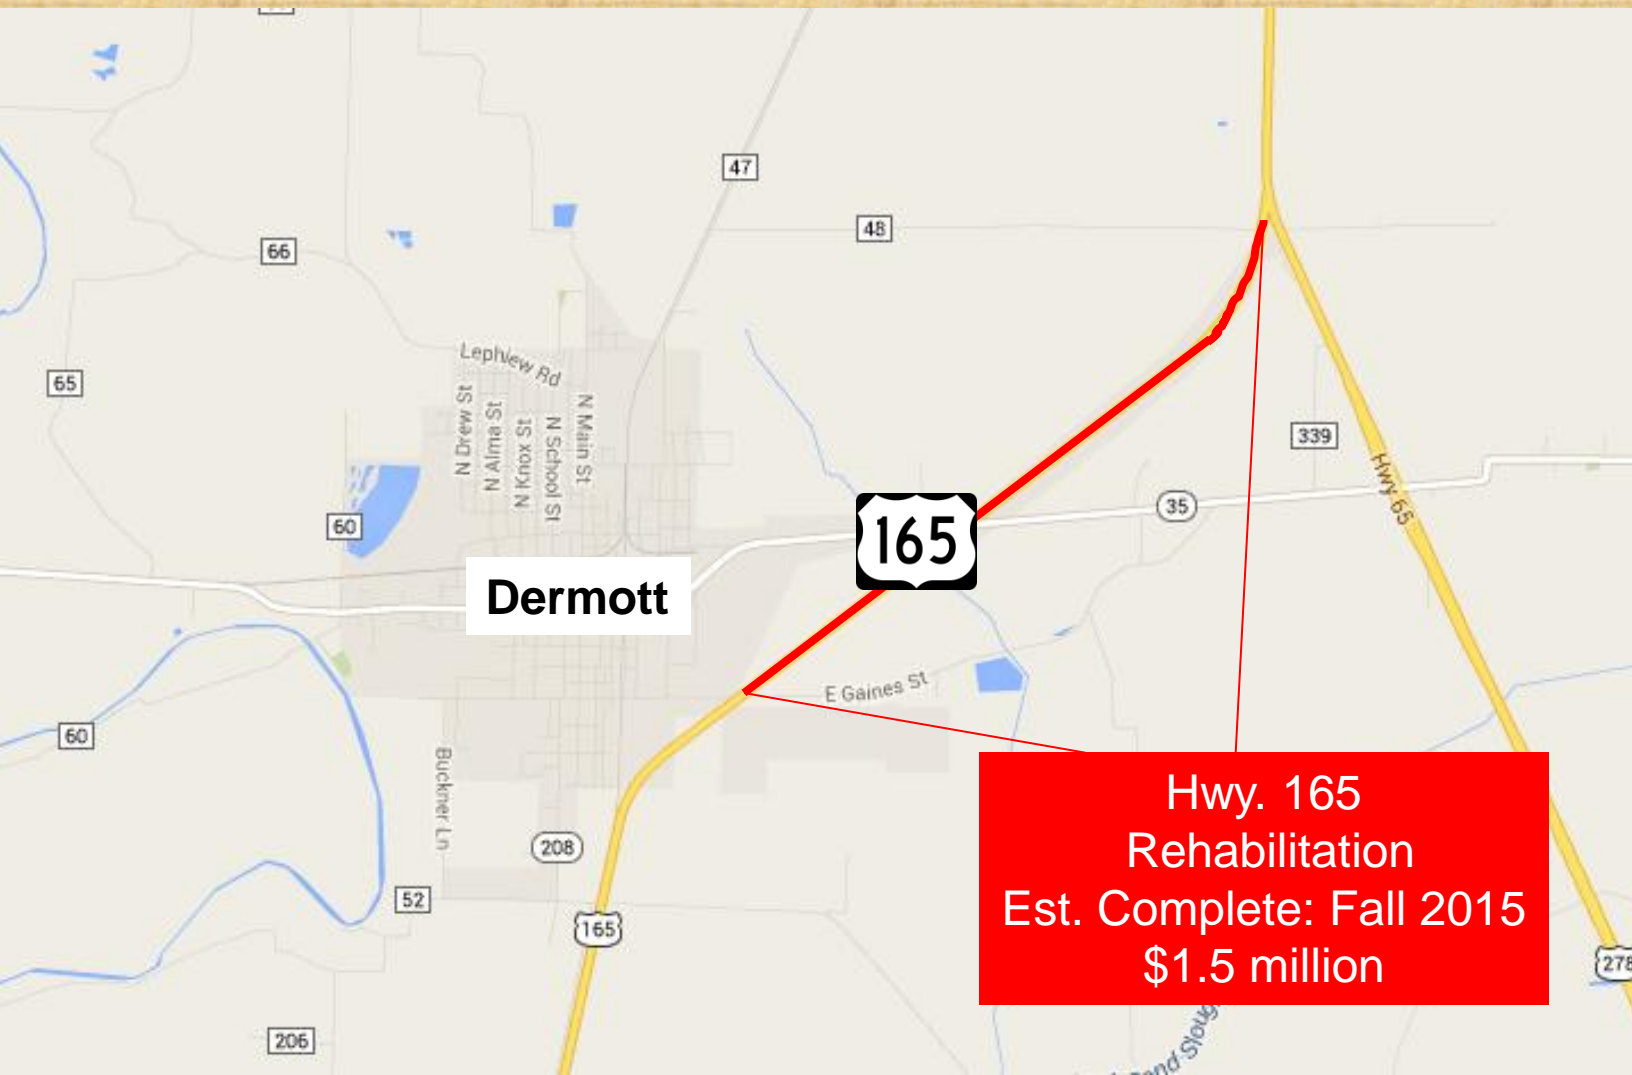 47
48
66
Lephiew Rd
65
N Drew St
N Alma St
N Knox St
N School St
N Main St
339
Hwy 65
60
35
165
Dermott
E Gaines St
60
Buckner Ln
Hwy. 165
Rehabilitation
Est. Complete: Fall 2015
$1.5 million
208
52
165
278
206